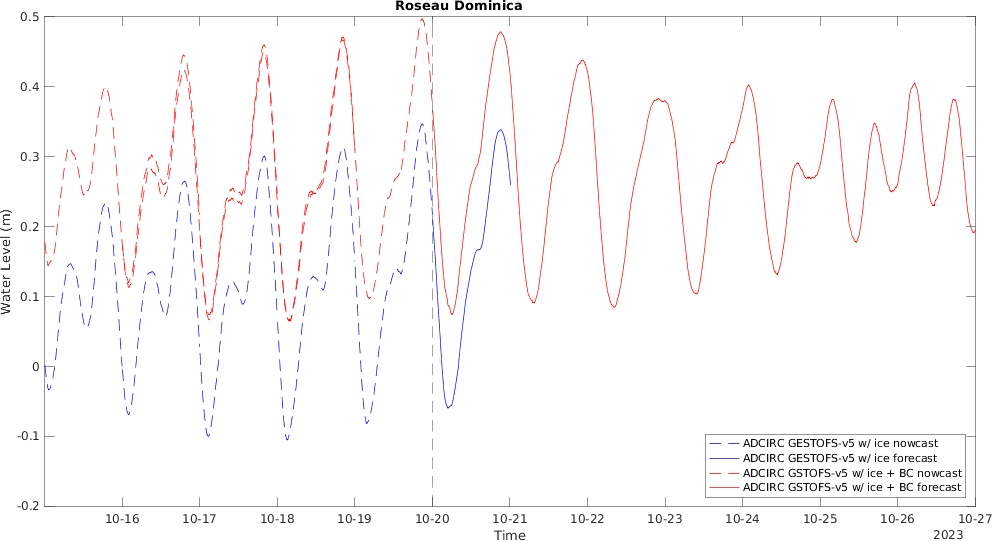 Roseau Dominica
0.5
0.4
0.3
0.2
0.1
0
-0.1
-0.2
Water Level (m)
10-16 10-17 10-18 10-19 10-20 10-21 10-22 10-23 10-24 10-25 10-26 10-27
Time
2023
ADCIRC GESTOFS-v5 w/ ice nowcast
ADCIRC GESTOFS-v5 w/ ice forecast
ADCIRC GSTOFS-v5 w/ ice + BC nowcast
ADCIRC GSTOFS-v5 w/ ice + BC forecast